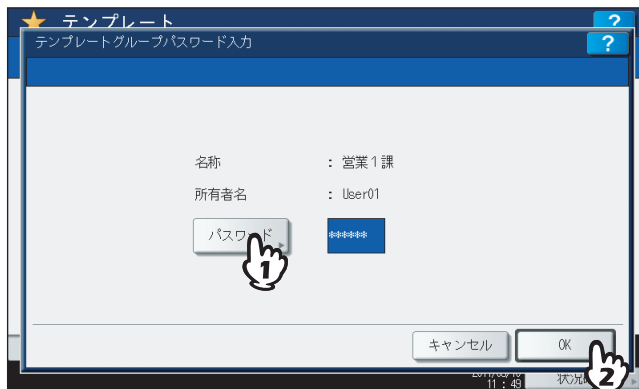 テンプレート
?
テンプレートグループパスワード入力
?
名称 : 営業1課
所有者名 : User01
パスワード ******
1
キャンセル OK
11:49
2